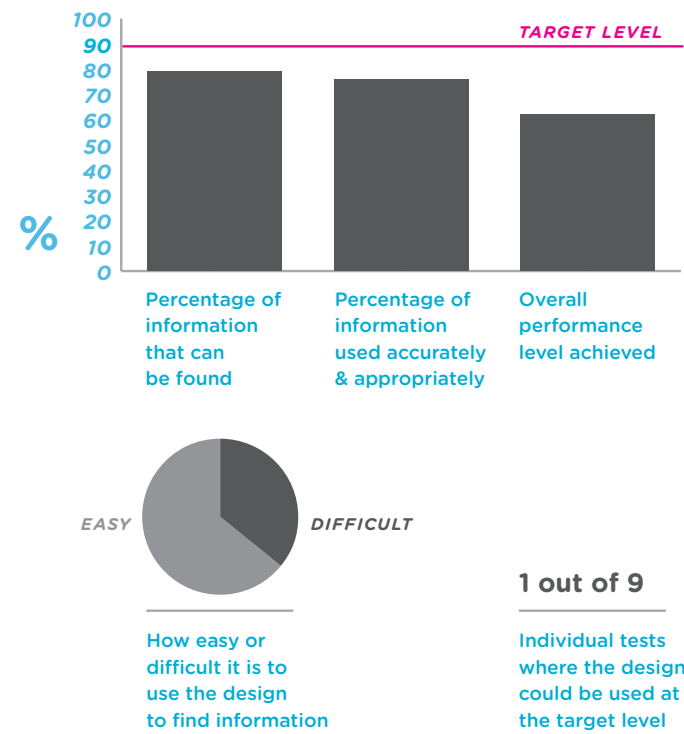 100
TARGET LEVEL
90
80
70
60
50
40
30
20
10
0
%
Percentage of
information
that can
be found
Percentage of
information
used accurately
& appropriately
Overall
performance
level achieved
EASY
DIFFICULT
How easy or
difficult it is to
use the design
to find information
1 out of 9
Individual tests
where the design
could be used at
the target level